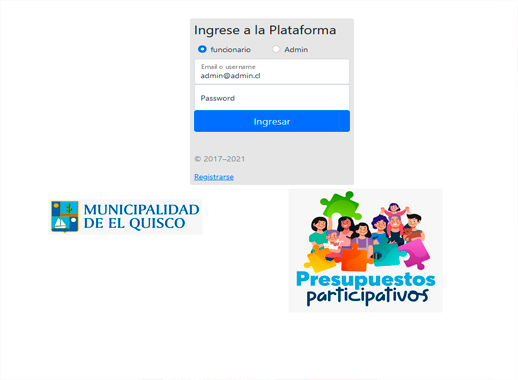 Ingrese a la Plataforma
funcionario Admin
Email o username
admin@admin.cl
Password
Ingresar
© 2017–2021
Registrarse
MUNICIPALIDAD
DE EL QUISCO
Presupuestos
participativos